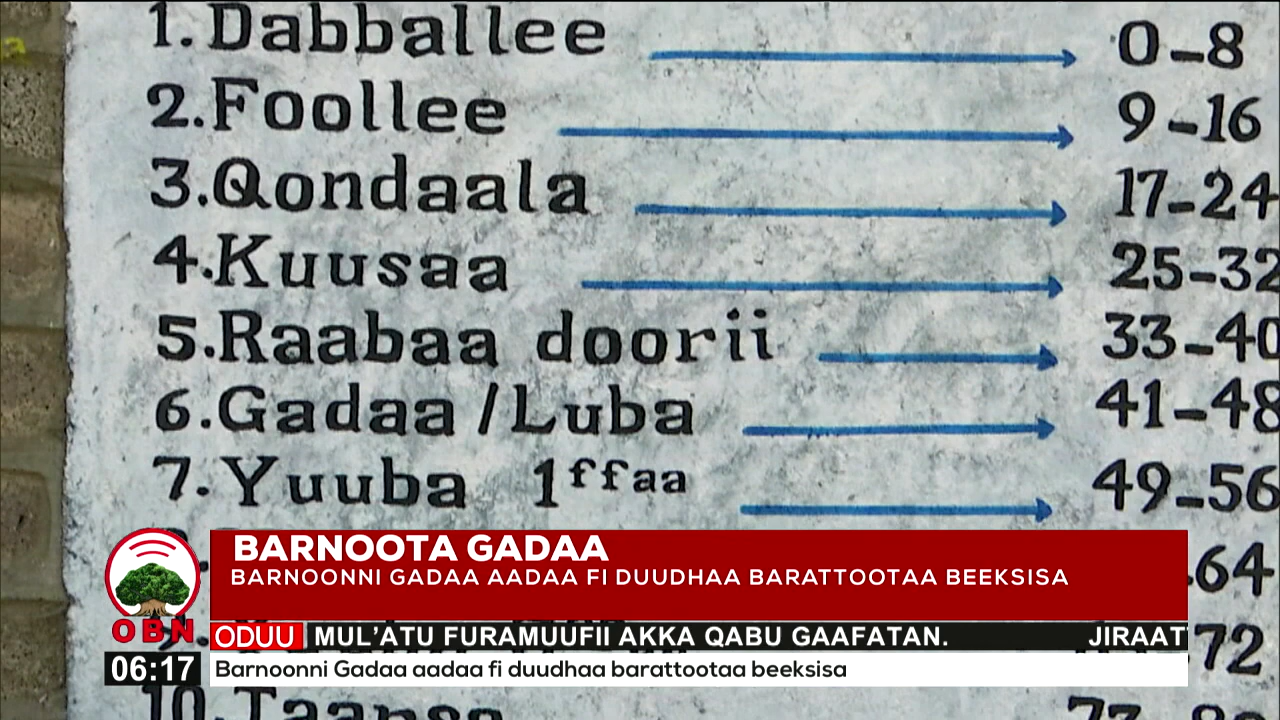 1. Dabballee 0-8
2. Foollee 9-16
3. Qondaala 17-24
4. Kuusaa 25-32
5. Raabaa doorii 33-40
6. Gadaa /Luba 41-48
7. Yuuba 1ffaa 49-56
64
72
BARNOOTA GADAA
BARNOONNI GADAA AADAA FI DUUDHAA BARATTOOTAA BEEKSISA
OBN
ODUU MUL'ATU FURAMUUFII AKKA QABU GAAFATAN. JIRAAT
06:17 Barnoonni Gadaa aadaa fi duudhaa barattootaa beeksisa
10.